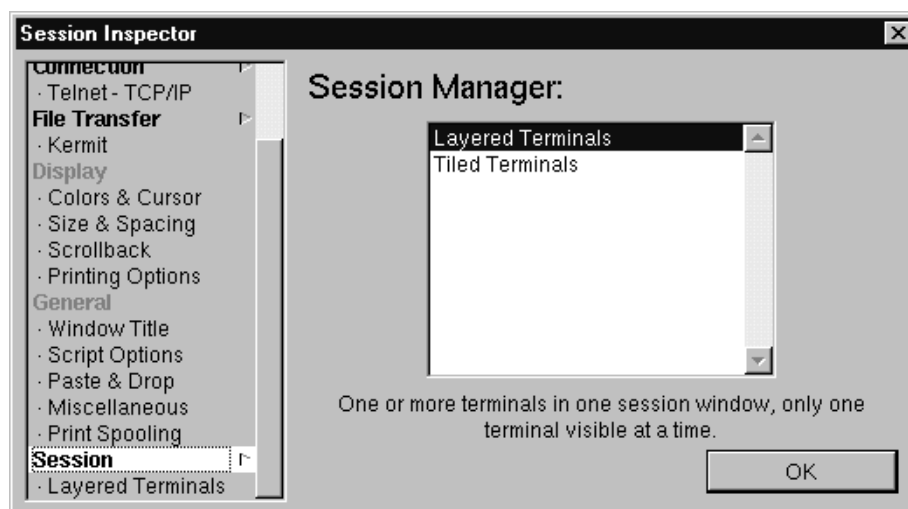 Session Inspector
Connection
· Telnet - TCP/IP
File Transfer
· Kermit
Display
· Colors & Cursor
· Size & Spacing
· Scrollback
· Printing Options
General
· Window Title
· Script Options
· Paste & Drop
· Miscellaneous
· Print Spooling
Session
· Layered Terminals
Session Manager:
Layered Terminals
Tiled Terminals
One or more terminals in one session window, only one
terminal visible at a time.
OK